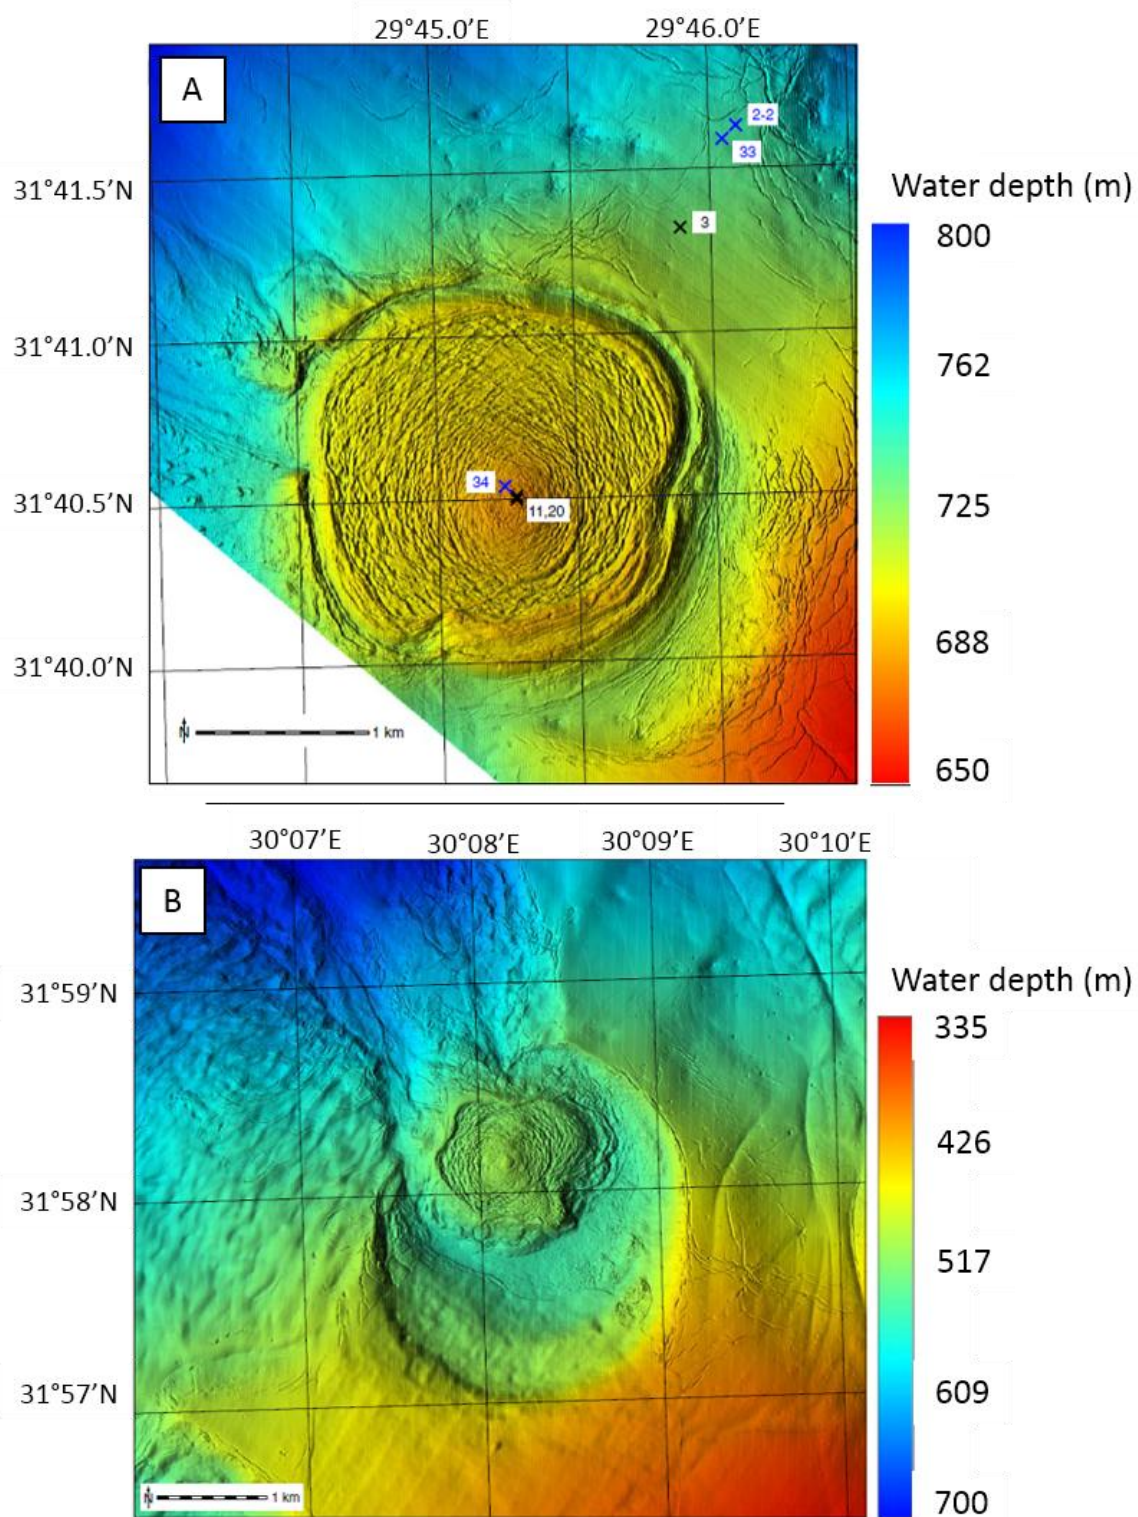 29°45.0’E 29°46.0’E
A
2-2
33
31°41.5’N
3
Water depth (m)
800
31°41.0’N
762
34
11,20
31°40.5’N
725
688
31°40.0’N
N 1 km
650
30°07’E 30°08’E 30°09’E 30°10’E
B
Water depth (m)
31°59’N
335
426
31°58’N
517
31°57’N
609
N 1 km
700